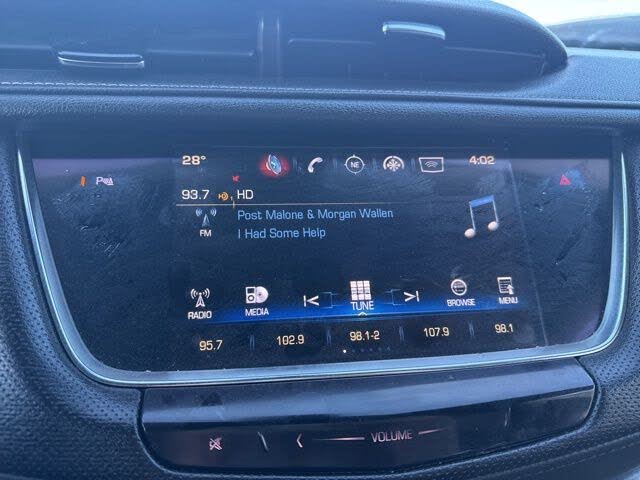 28° NE 4:02
P
93.7 HD
Post Malone & Morgan Wallen
FM
I Had Some Help
RADIO MEDIA TUNE BROWSE MENU
95.7 102.9 98.1-2 107.9 98.1
VOLUME